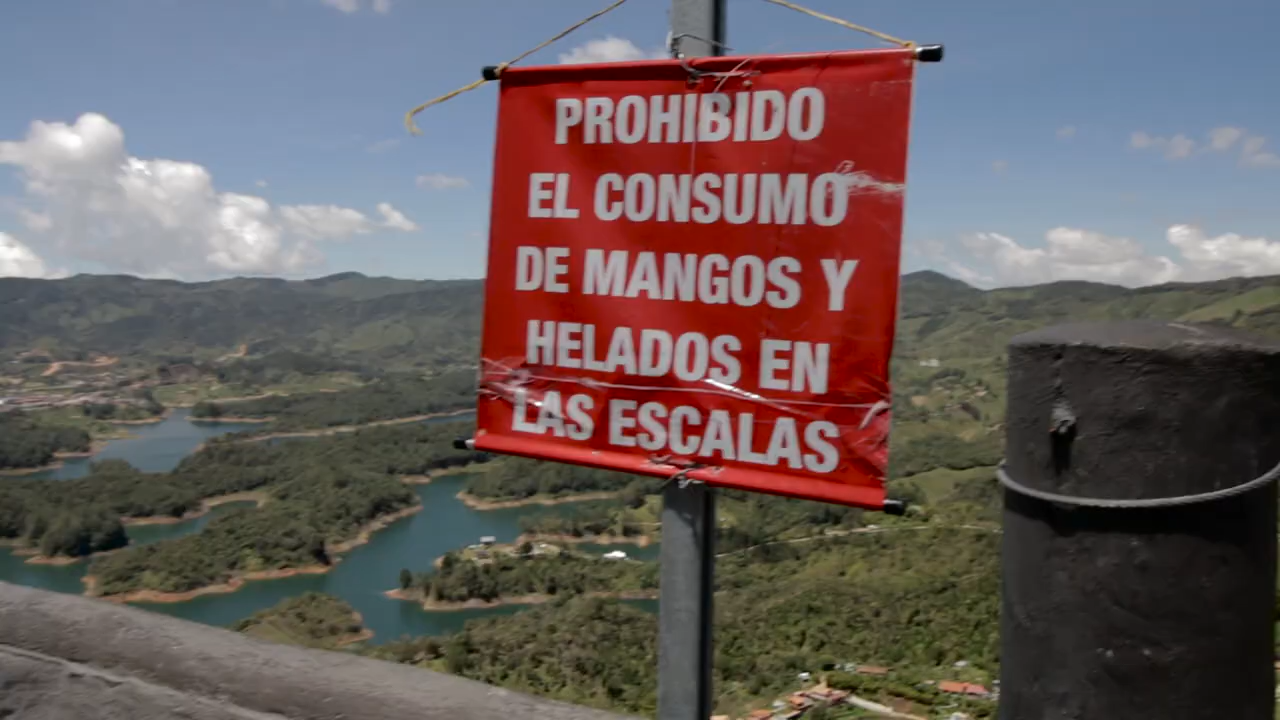 PROHIBIDO
EL CONSUMO
DE MANGOS Y
HELADOS EN
LAS ESCALAS